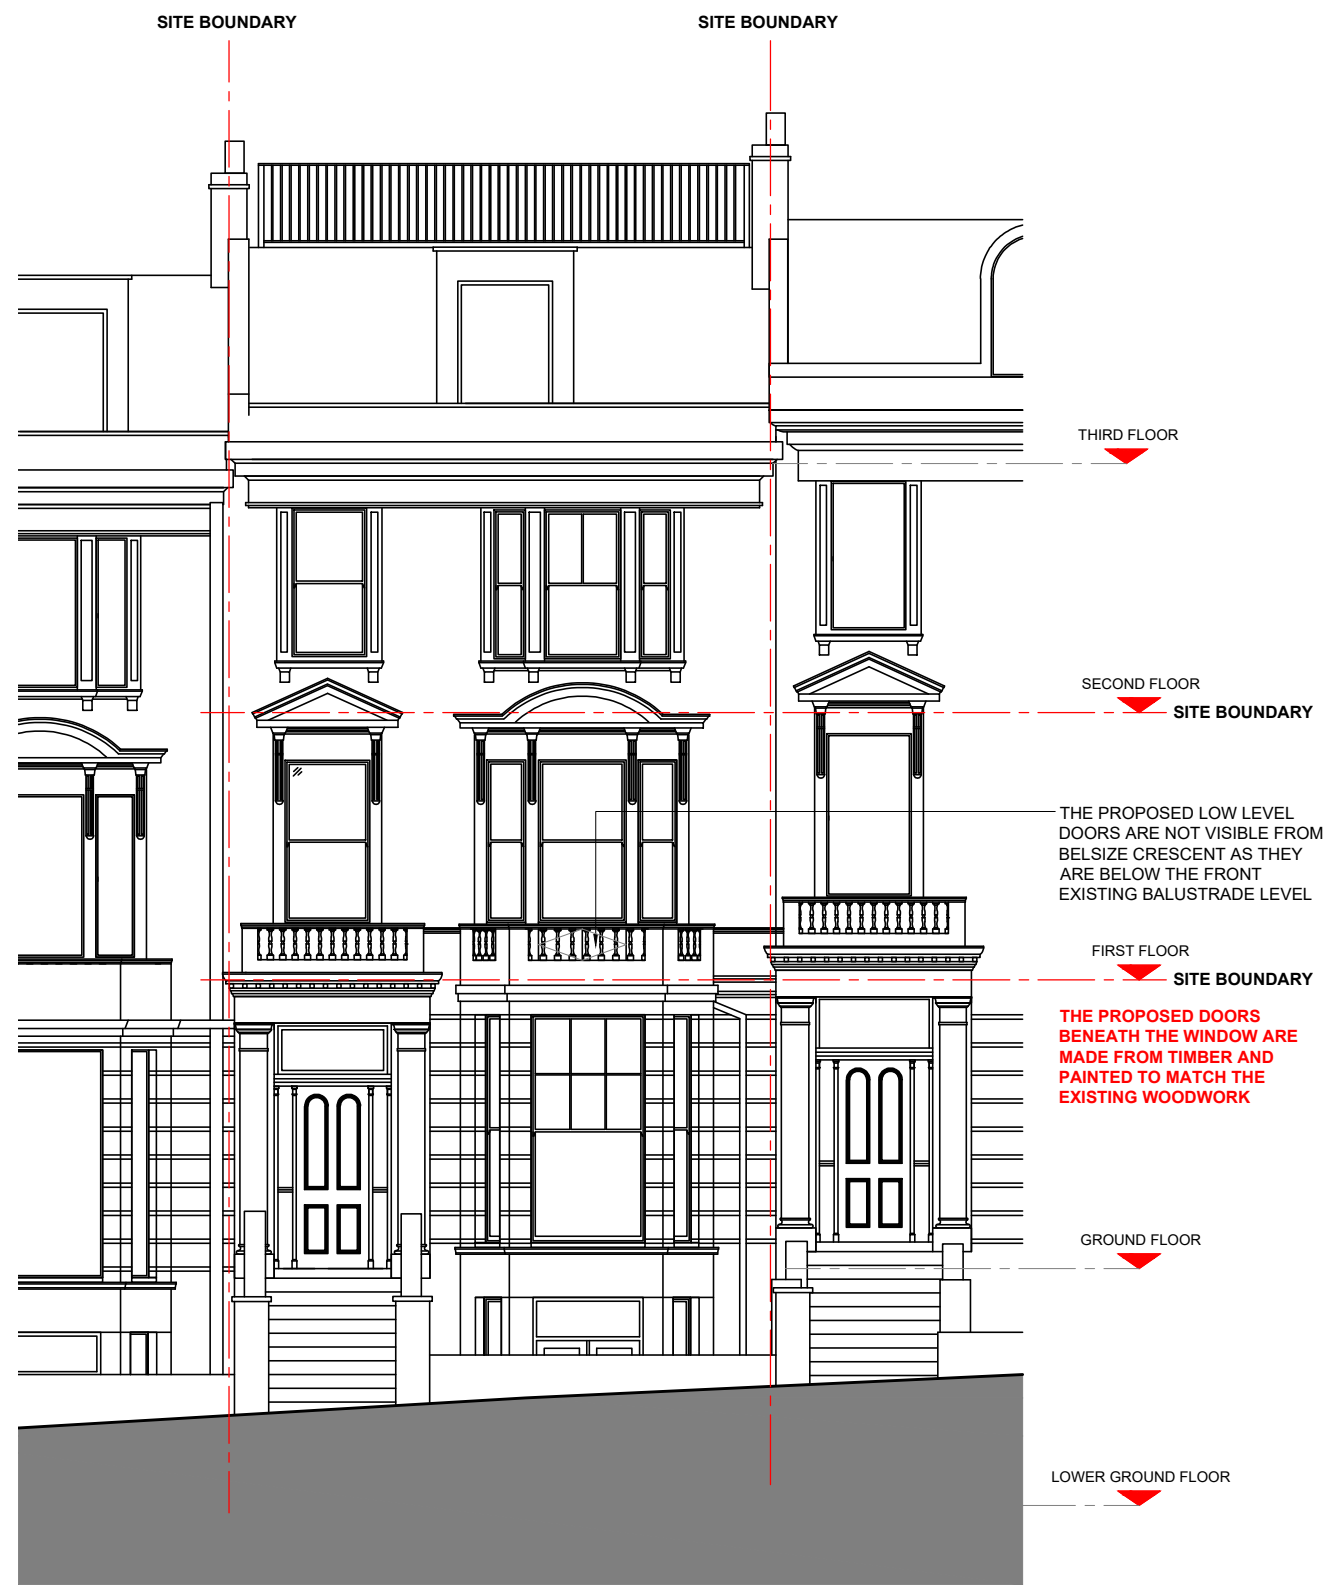 SITE BOUNDARY
SITE BOUNDARY
THIRD FLOOR
SECOND FLOOR
SITE BOUNDARY
THE PROPOSED LOW LEVEL
DOORS ARE NOT VISIBLE FROM
BELSIZE CRESCENT AS THEY
ARE BELOW THE FRONT
EXISTING BALUSTRADE LEVEL
FIRST FLOOR
SITE BOUNDARY
THE PROPOSED DOORS
BENEATH THE WINDOW ARE
MADE FROM TIMBER AND
PAINTED TO MATCH THE
EXISTING WOODWORK
GROUND FLOOR
LOWER GROUND FLOOR